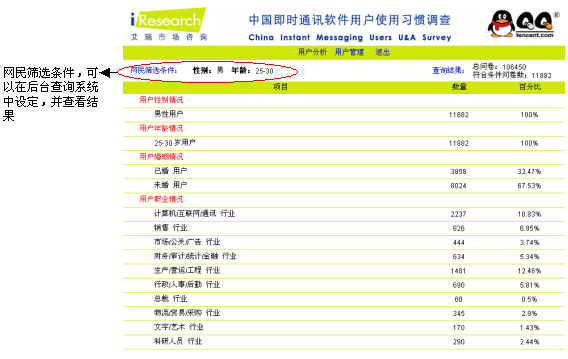 iResearch
艾瑞市场咨询
中国即时通讯软件用户使用习惯调查
China Instant Messaging Users U&A Survey
QQ
tencent.com
用户分析 用户管理 退出
网民筛选条件，可以在后台查询系统中设定，并查看结果
网民筛选条件： 性别：男 年龄：25-30
查询结果： 总问卷：106450
符合条件问卷数：11882
项目 数量 百分比
用户性别情况
男性用户 11882 100%
用户年龄情况
25-30 岁用户 11882 100%
用户婚姻情况
已婚 用户 3858 32.47%
未婚 用户 8024 67.53%
用户职业情况
计算机/互联网/通讯 行业 2237 18.83%
销售 行业 826 6.95%
市场/公关/广告 行业 444 3.74%
财务/审计/统计/金融 行业 634 5.34%
生产/营运/工程 行业 1481 12.46%
行政/人事/后勤 行业 690 5.81%
总裁 行业 60 0.5%
物流/贸易/采购 行业 345 2.9%
文字/艺术 行业 170 1.43%
科研人员 行业 290 2.44%